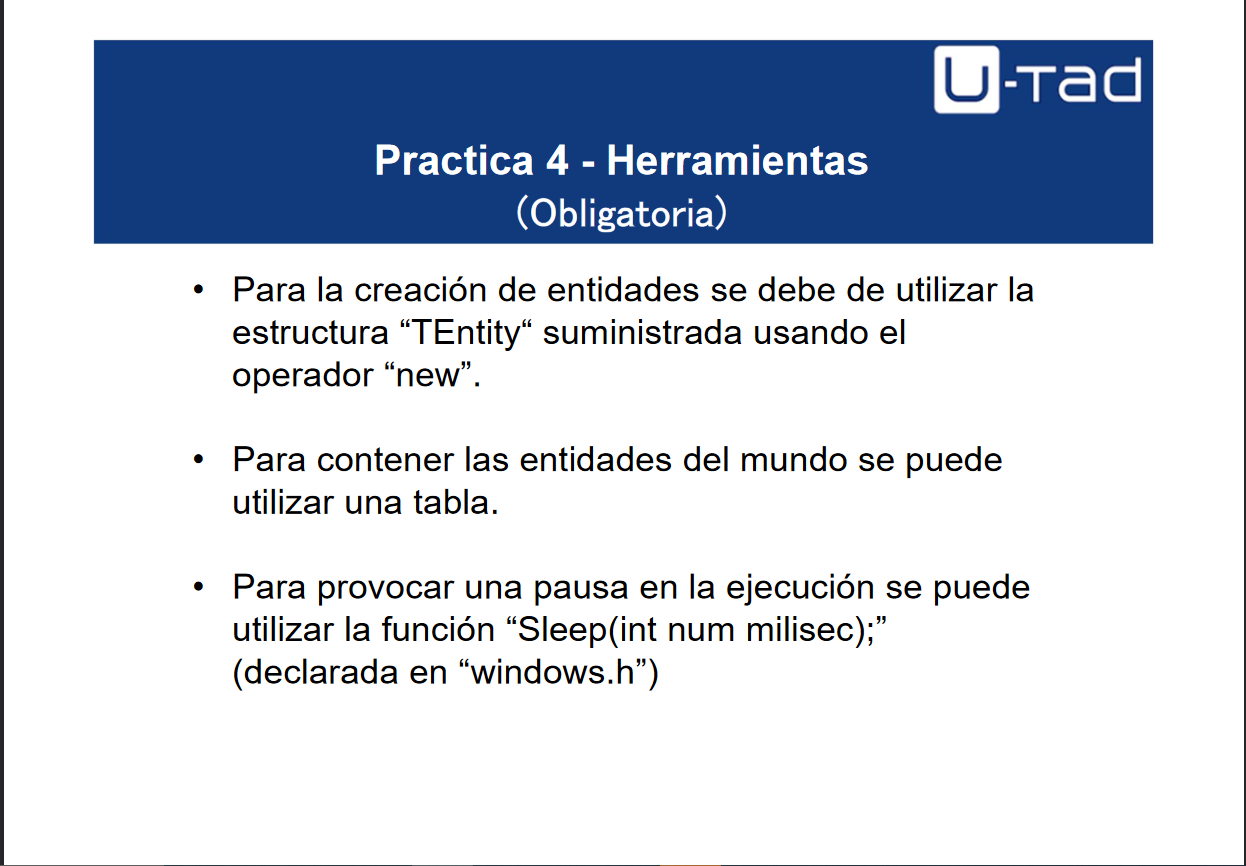 U-Tad
Practica 4 - Herramientas
(Obligatoria)
• Para la creación de entidades se debe de utilizar la
estructura “TEntity“ suministrada usando el
operador “new”.
• Para contener las entidades del mundo se puede
utilizar una tabla.
• Para provocar una pausa en la ejecución se puede
utilizar la función “Sleep(int num milisec);”
(declarada en “windows.h”)